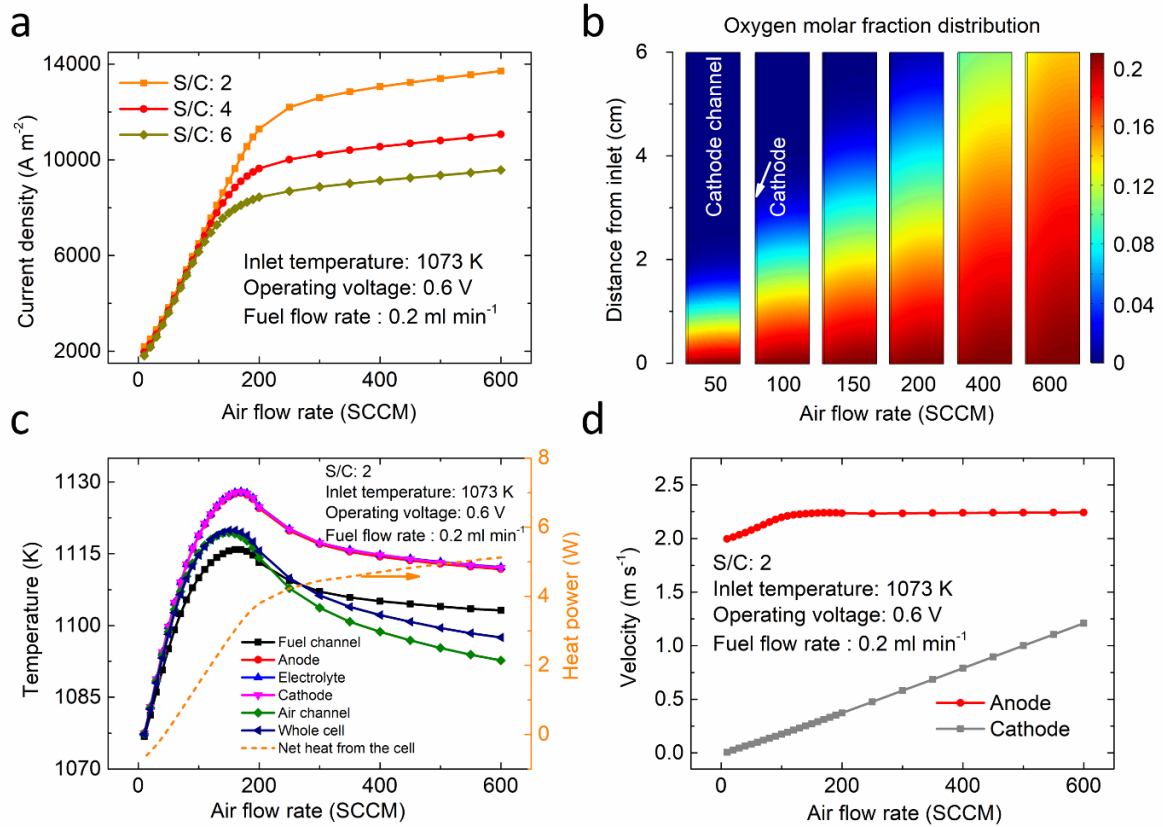 a
14000
10000
6000
2000
Current density (A m⁻²)
S/C: 2
S/C: 4
S/C: 6
Inlet temperature: 1073 K
Operating voltage: 0.6 V
Fuel flow rate : 0.2 ml min⁻¹
0 200 400 600
Air flow rate (SCCM)
b
Oxygen molar fraction distribution
6
4
2
0
Distance from inlet (cm)
Cathode channel
Cathode
0.2
0.16
0.12
0.08
0.04
0
50 100 150 200 400 600
Air flow rate (SCCM)
c
1130
1115
1100
1085
1070
Temperature (K)
S/C: 2
Inlet temperature: 1073 K
Operating voltage: 0.6 V
Fuel flow rate : 0.2 ml min⁻¹
Fuel channel
Anode
Electrolyte
Cathode
Air channel
Whole cell
Net heat from the cell
8
6
4
2
0
Heat power (W)
0 200 400 600
Air flow rate (SCCM)
d
2.5
2.0
1.5
1.0
0.5
0.0
Velocity (m s⁻¹)
S/C: 2
Inlet temperature: 1073 K
Operating voltage: 0.6 V
Fuel flow rate : 0.2 ml min⁻¹
Anode
Cathode
0 100 200 300 400 500 600
Air flow rate (SCCM)